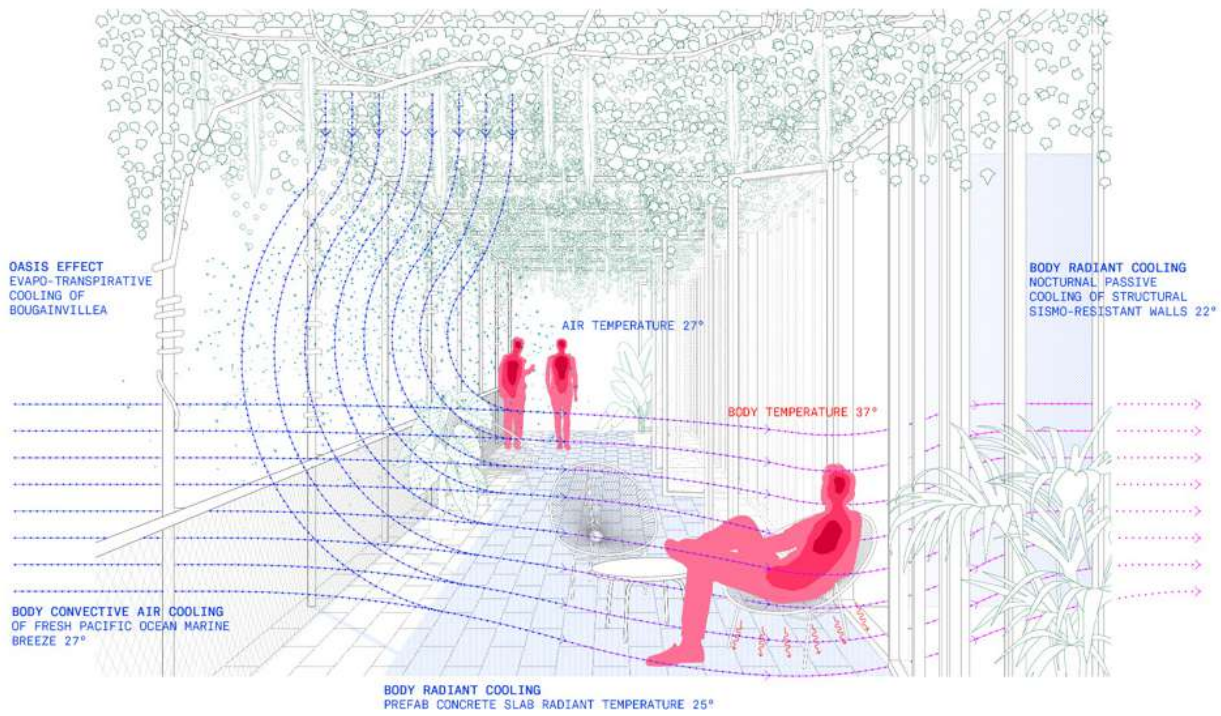 OASIS EFFECT
EVAPO-TRANSPIRATIVE
COOLING OF
BOUGAINVILLEA
AIR TEMPERATURE 27°
BODY RADIANT COOLING
NOCTURNAL PASSIVE
COOLING OF STRUCTURAL
SISMO-RESISTANT WALLS 22°
BODY TEMPERATURE 37°
BODY CONVECTIVE AIR COOLING
OF FRESH PACIFIC OCEAN MARINE
BREEZE 27°
BODY RADIANT COOLING
PREFAB CONCRETE SLAB RADIANT TEMPERATURE 25°